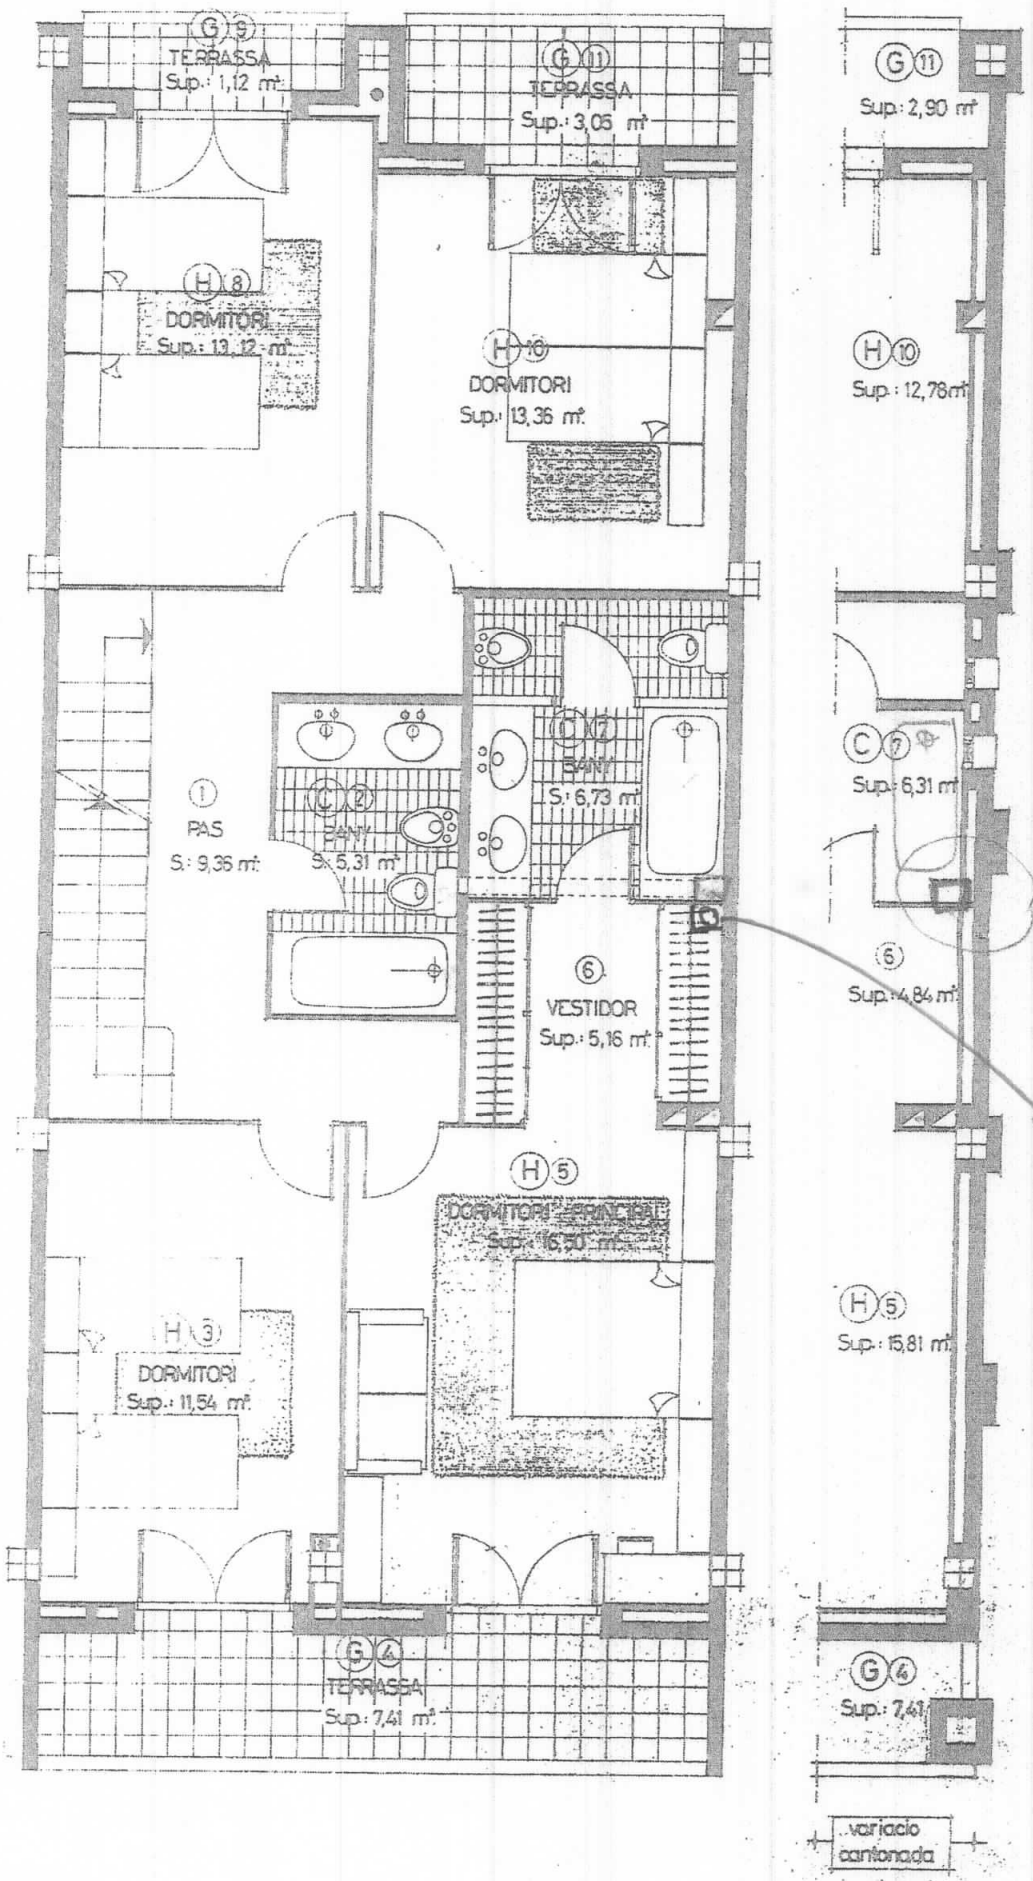 G 9
TERRASSA
Sup.: 1,12 m².
G 11
TERRASSA
Sup.: 3,05 m²
H 8
DORMITORI
Sup.: 13,12 m².
H 10
DORMITORI
Sup.: 13,36 m².
1
PAS
S.: 9,36 m².
C 2
BANY
S.: 5,31 m².
C 7
BANY
S.: 6,73 m².
6
VESTIDOR
Sup.: 5,16 m².
H 5
DORMITORI PRINCIPAL
Sup.: 16,50 m².
H 3
DORMITORI
Sup.: 11,54 m².
G 4
TERRASSA
Sup.: 7,41 m².
G 11
Sup.: 2,90 m²
H 10
Sup.: 12,78 m²
C 7
Sup.: 6,31 m²
6
Sup.: 4,84 m².
H 5
Sup.: 15,81 m².
G 4
Sup.: 7,41
variacio
cantonada